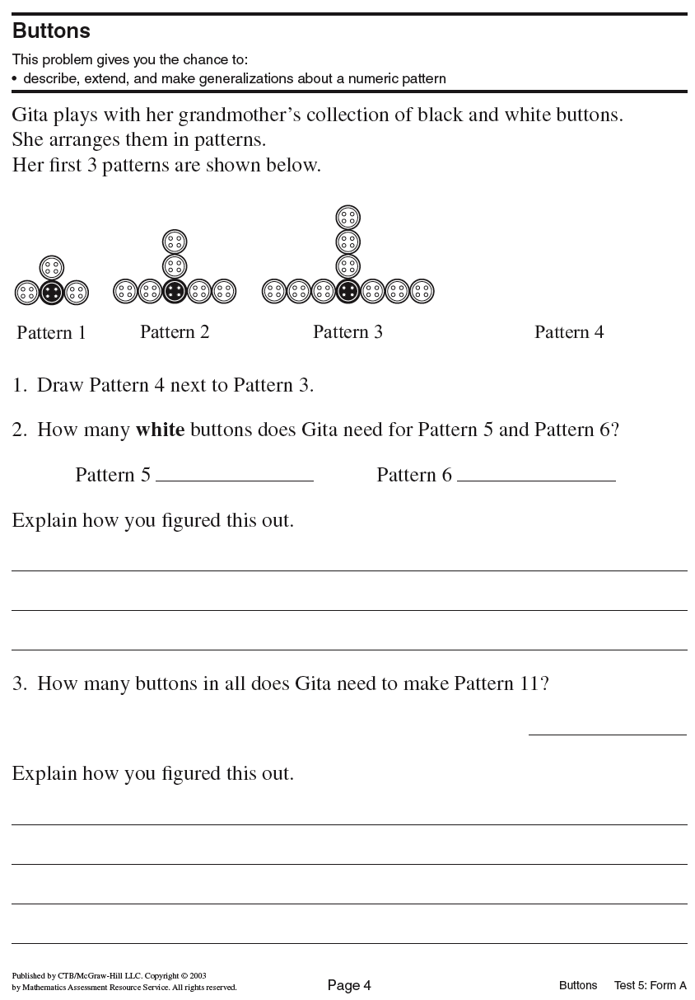 Buttons
This problem gives you the chance to:
• describe, extend, and make generalizations about a numeric pattern
Gita plays with her grandmother’s collection of black and white buttons.
She arranges them in patterns.
Her first 3 patterns are shown below.
Pattern 1 Pattern 2 Pattern 3 Pattern 4
1. Draw Pattern 4 next to Pattern 3.
2. How many white buttons does Gita need for Pattern 5 and Pattern 6?
Pattern 5 Pattern 6
Explain how you figured this out.
3. How many buttons in all does Gita need to make Pattern 11?
Explain how you figured this out.
Published by CTB/McGraw-Hill LLC. Copyright © 2003
by Mathematics Assessment Resource Service. All rights reserved.
Page 4
Buttons Test 5: Form A